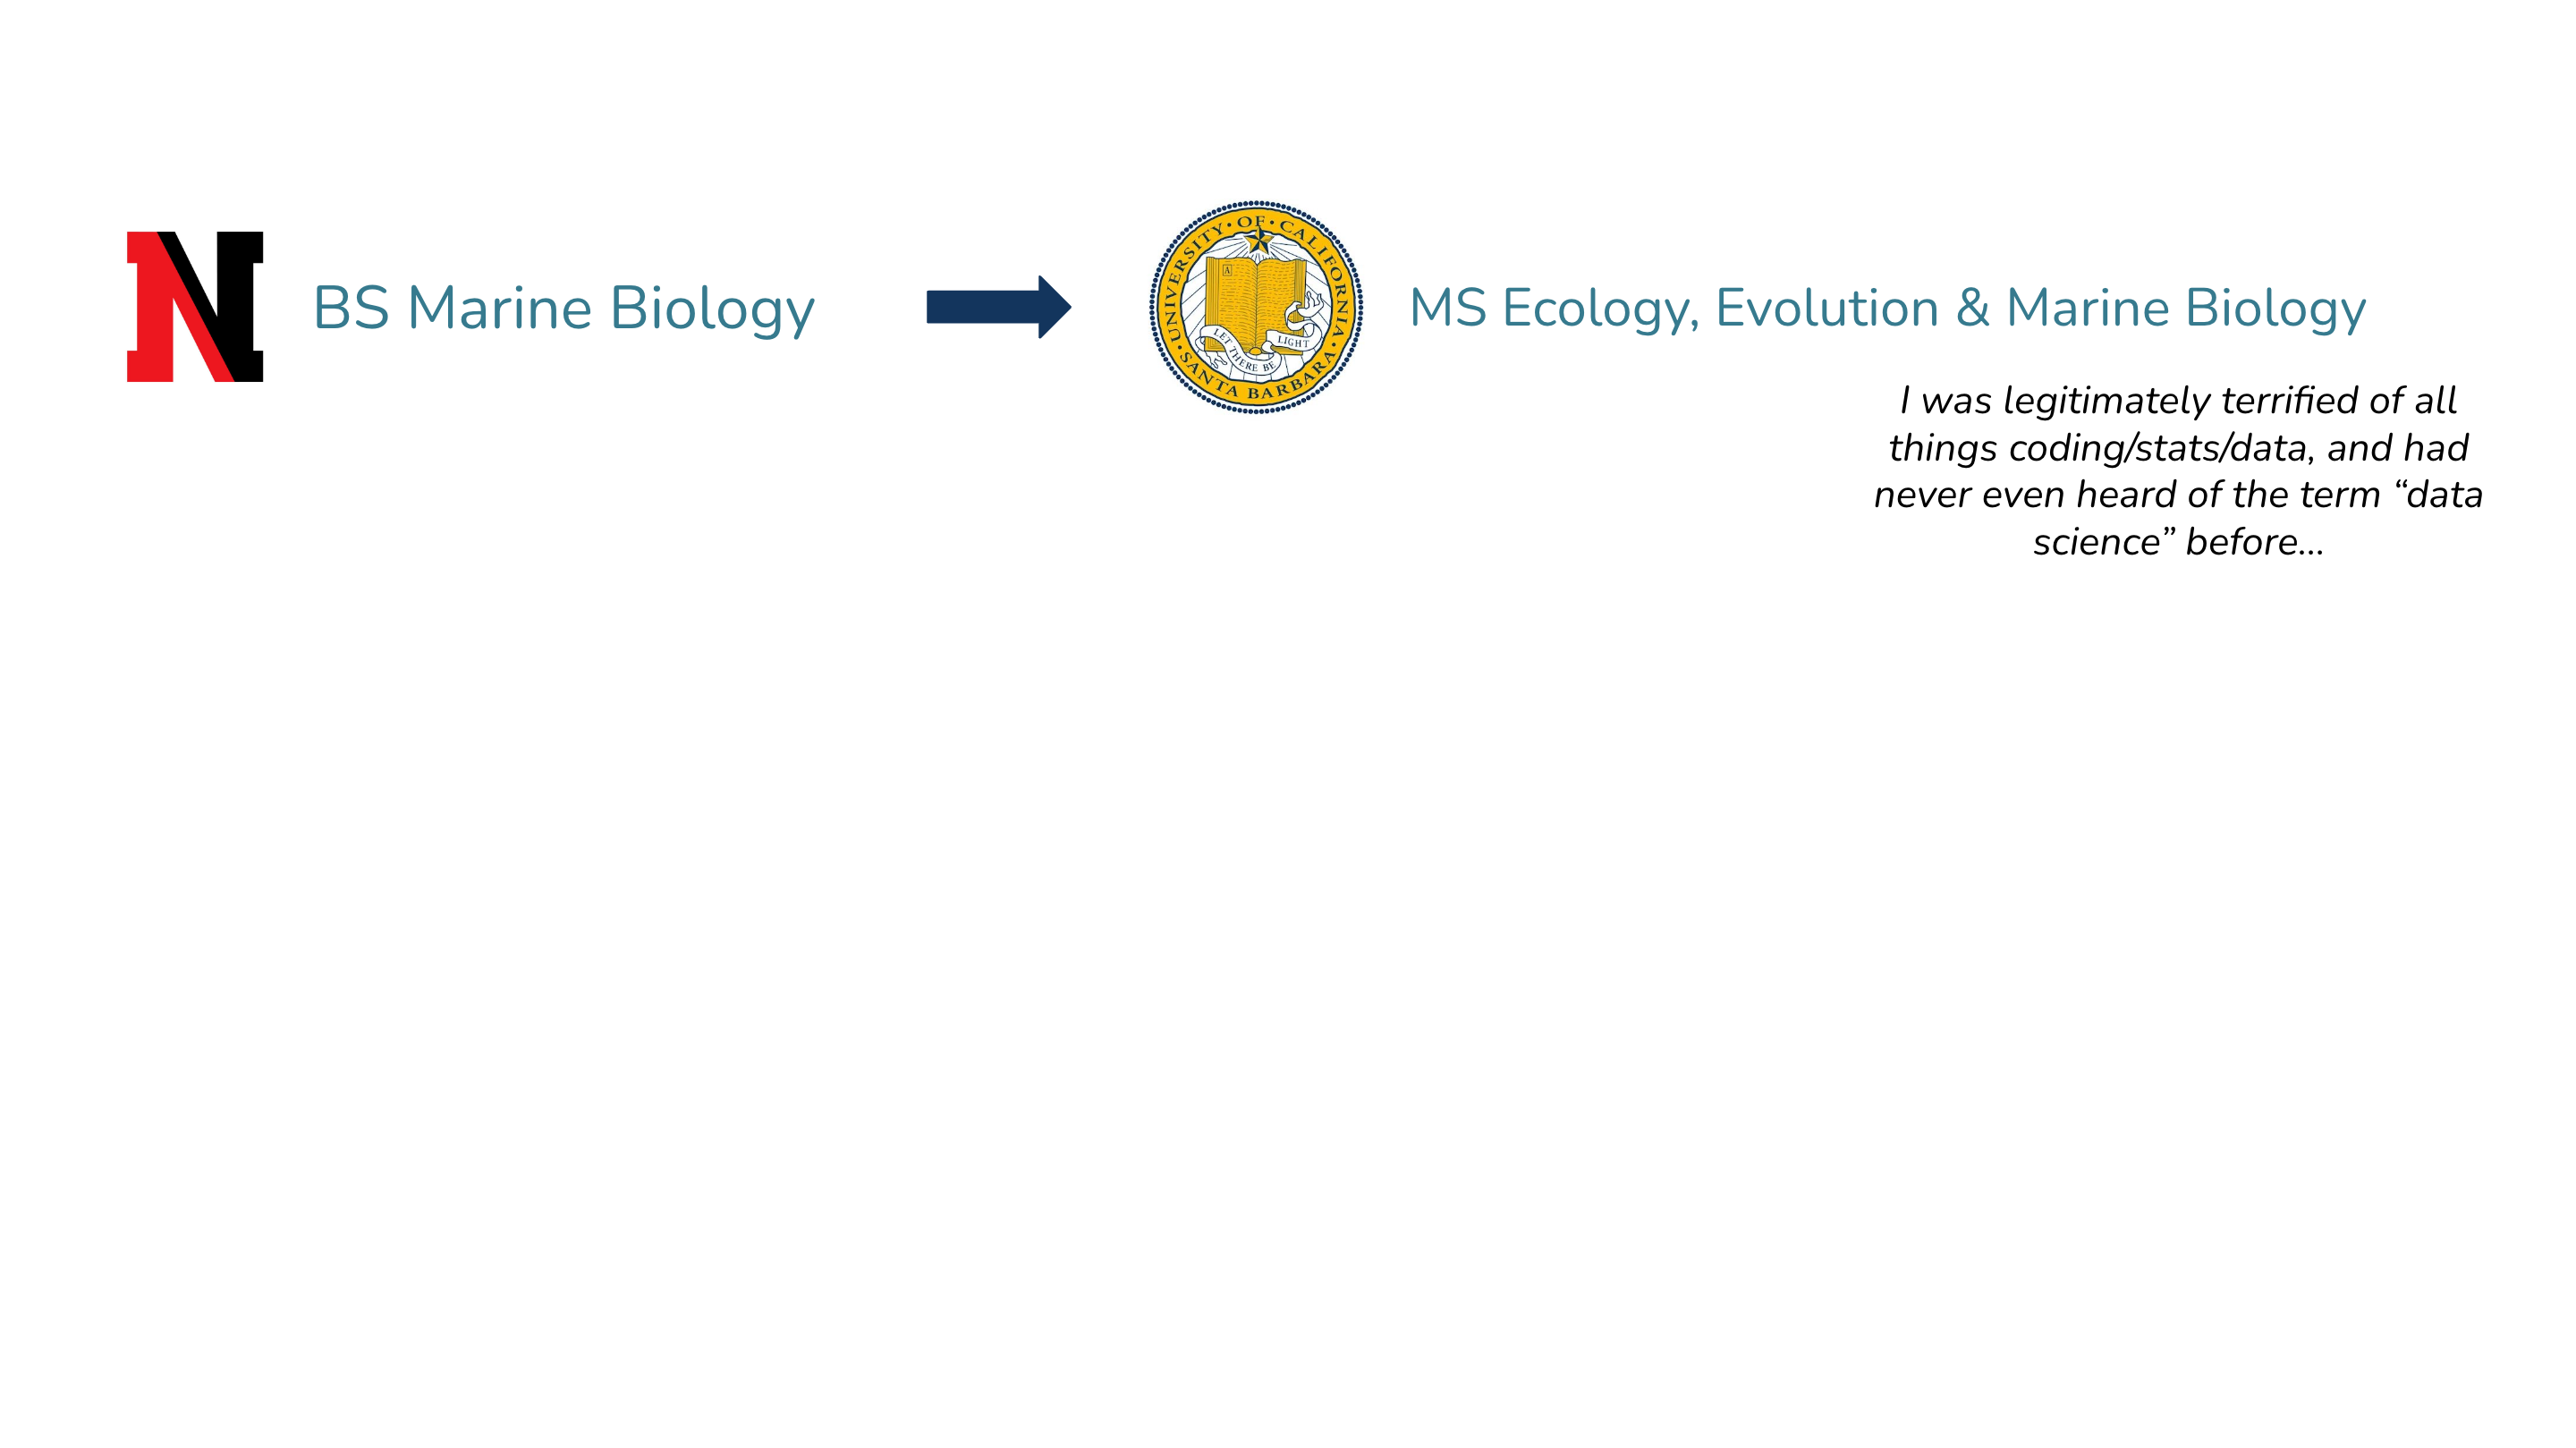 N
BS Marine Biology
UNIVERSITY · OF · CALIFORNIA · SANTA BARBARA ·
A
LET THERE BE LIGHT
MS Ecology, Evolution & Marine Biology
I was legitimately terrified of all
things coding/stats/data, and had
never even heard of the term “data
science” before...